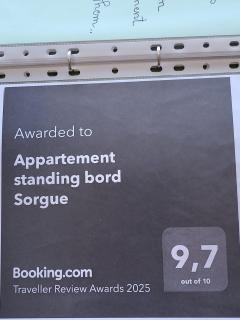 Awarded to
Appartement
standing bord
Sorgue
9,7
out of 10
Booking.com
Traveller Review Awards 2025